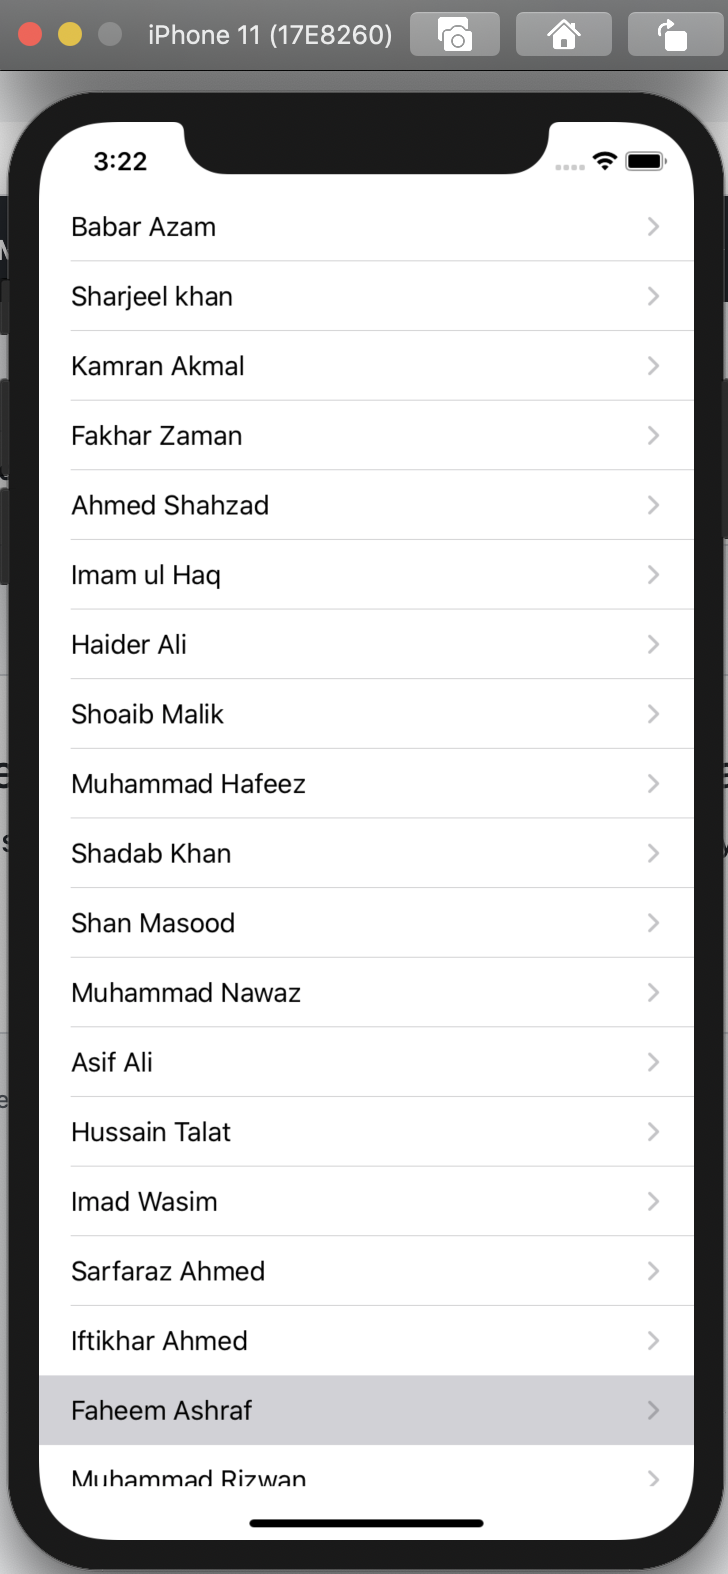 iPhone 11 (17E8260)
3:22
Babar Azam
Sharjeel khan
Kamran Akmal
Fakhar Zaman
Ahmed Shahzad
Imam ul Haq
Haider Ali
Shoaib Malik
Muhammad Hafeez
Shadab Khan
Shan Masood
Muhammad Nawaz
Asif Ali
Hussain Talat
Imad Wasim
Sarfaraz Ahmed
Iftikhar Ahmed
Faheem Ashraf
Muhammad Rizwan